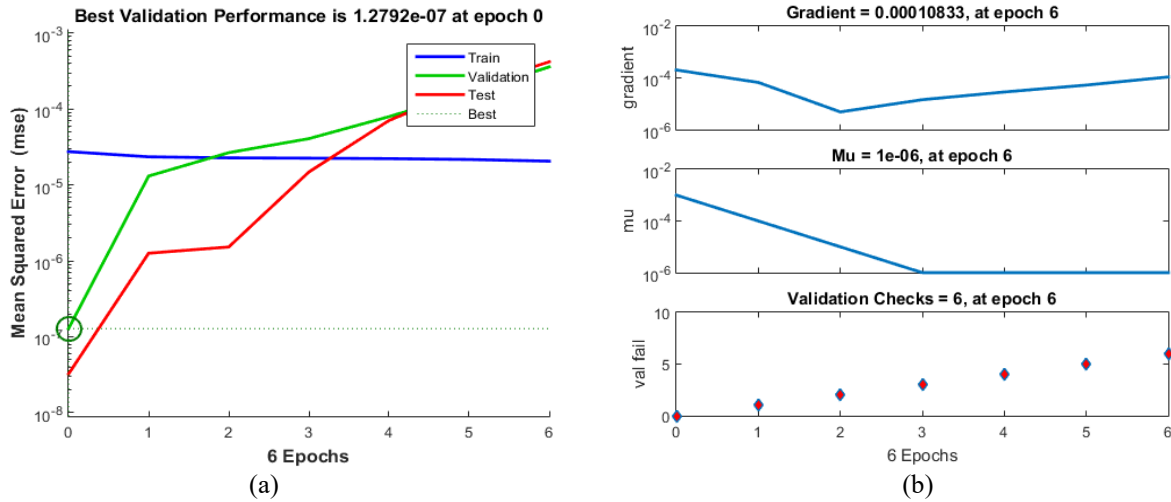 Best Validation Performance is 1.2792e-07 at epoch 0
Mean Squared Error (mse)
10^-3
10^-4
10^-5
10^-6
10^-7
10^-8
Train
Validation
Test
Best
0 1 2 3 4 5 6
6 Epochs
(a)
Gradient = 0.00010833, at epoch 6
gradient
10^-2
10^-4
10^-6
Mu = 1e-06, at epoch 6
mu
10^-2
10^-4
10^-6
Validation Checks = 6, at epoch 6
val fail
10
5
0
0 1 2 3 4 5 6
6 Epochs
(b)